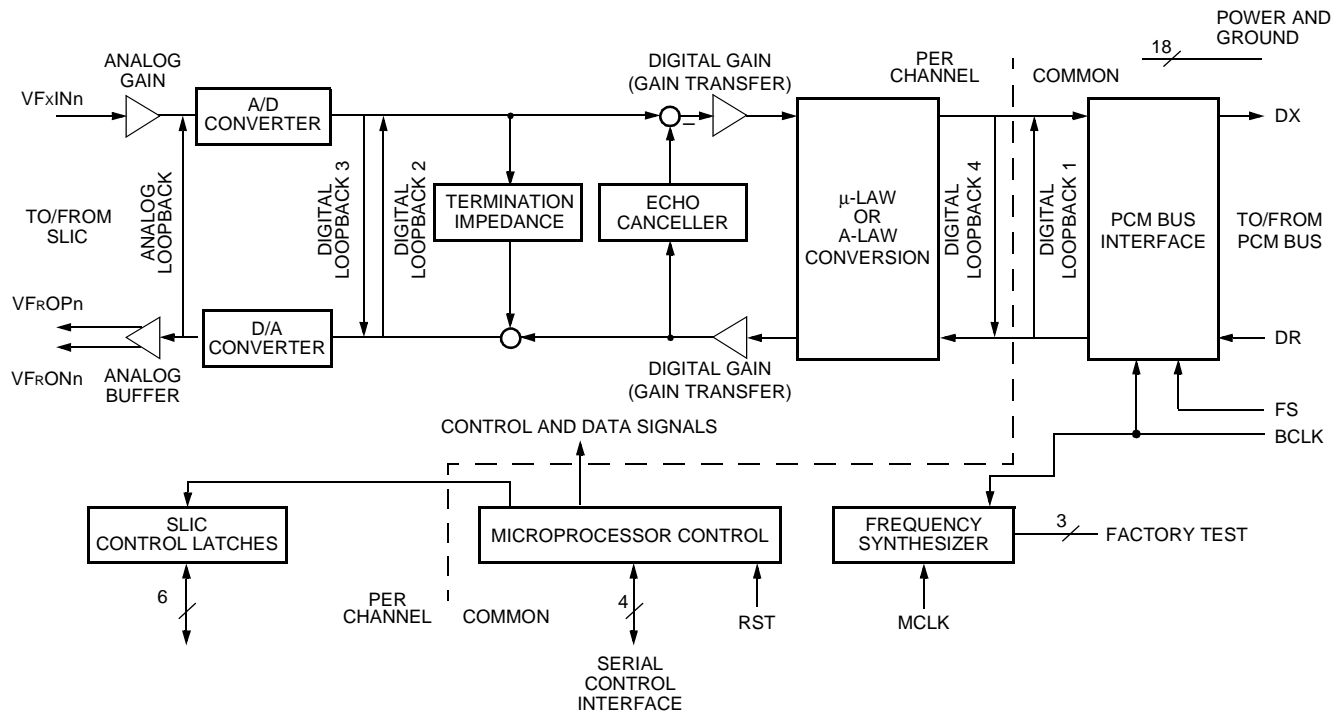 POWER AND
GROUND
18
ANALOG
GAIN
DIGITAL GAIN
(GAIN TRANSFER)
PER
CHANNEL
COMMON
VFXINn
A/D
CONVERTER
–
DX
ANALOG
LOOPBACK
DIGITAL
LOOPBACK 3
DIGITAL
LOOPBACK 2
TERMINATION
IMPEDANCE
ECHO
CANCELLER
μ-LAW
OR
A-LAW
CONVERSION
DIGITAL
LOOPBACK 4
DIGITAL
LOOPBACK 1
PCM BUS
INTERFACE
TO/FROM
SLIC
TO/FROM
PCM BUS
VFROPn
VFRONn
D/A
CONVERTER
ANALOG
BUFFER
DIGITAL GAIN
(GAIN TRANSFER)
DR
FS
BCLK
CONTROL AND DATA SIGNALS
SLIC
CONTROL LATCHES
MICROPROCESSOR CONTROL
FREQUENCY
SYNTHESIZER
3
FACTORY TEST
6
PER
CHANNEL
COMMON
4
RST
MCLK
SERIAL
CONTROL
INTERFACE